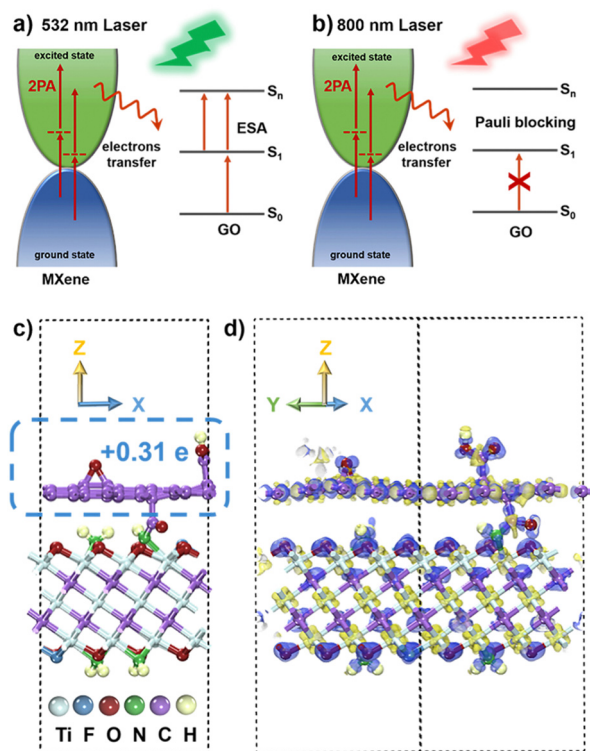 a) 532 nm Laser
excited state
2PA
electrons
transfer
ground state
MXene
Sn
ESA
S1
S0
GO
b) 800 nm Laser
excited state
2PA
electrons
transfer
ground state
MXene
Sn
Pauli blocking
S1
S0
GO
c)
Z
X
+0.31 e
Ti F O N C H
d)
Z
Y X